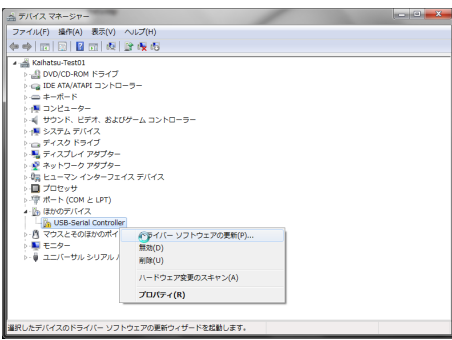 デバイス マネージャー
ファイル(F) 操作(A) 表示(V) ヘルプ(H)
Kaihatsu-Test01
DVD/CD-ROM ドライブ
IDE ATA/ATAPI コントローラー
キーボード
コンピューター
サウンド、ビデオ、およびゲーム コントローラー
システム デバイス
ディスク ドライブ
ディスプレイ アダプター
ネットワーク アダプター
ヒューマン インターフェイス デバイス
プロセッサ
ポート (COM と LPT)
ほかのデバイス
USB-Serial Controller
マウスとそのほかのポイ
モニター
ユニバーサル シリアル
ライバー ソフトウェアの更新(P)...
無効(D)
削除(U)
ハードウェア変更のスキャン(A)
プロパティ(R)
選択したデバイスのドライバー ソフトウェアの更新ウィザードを起動します。